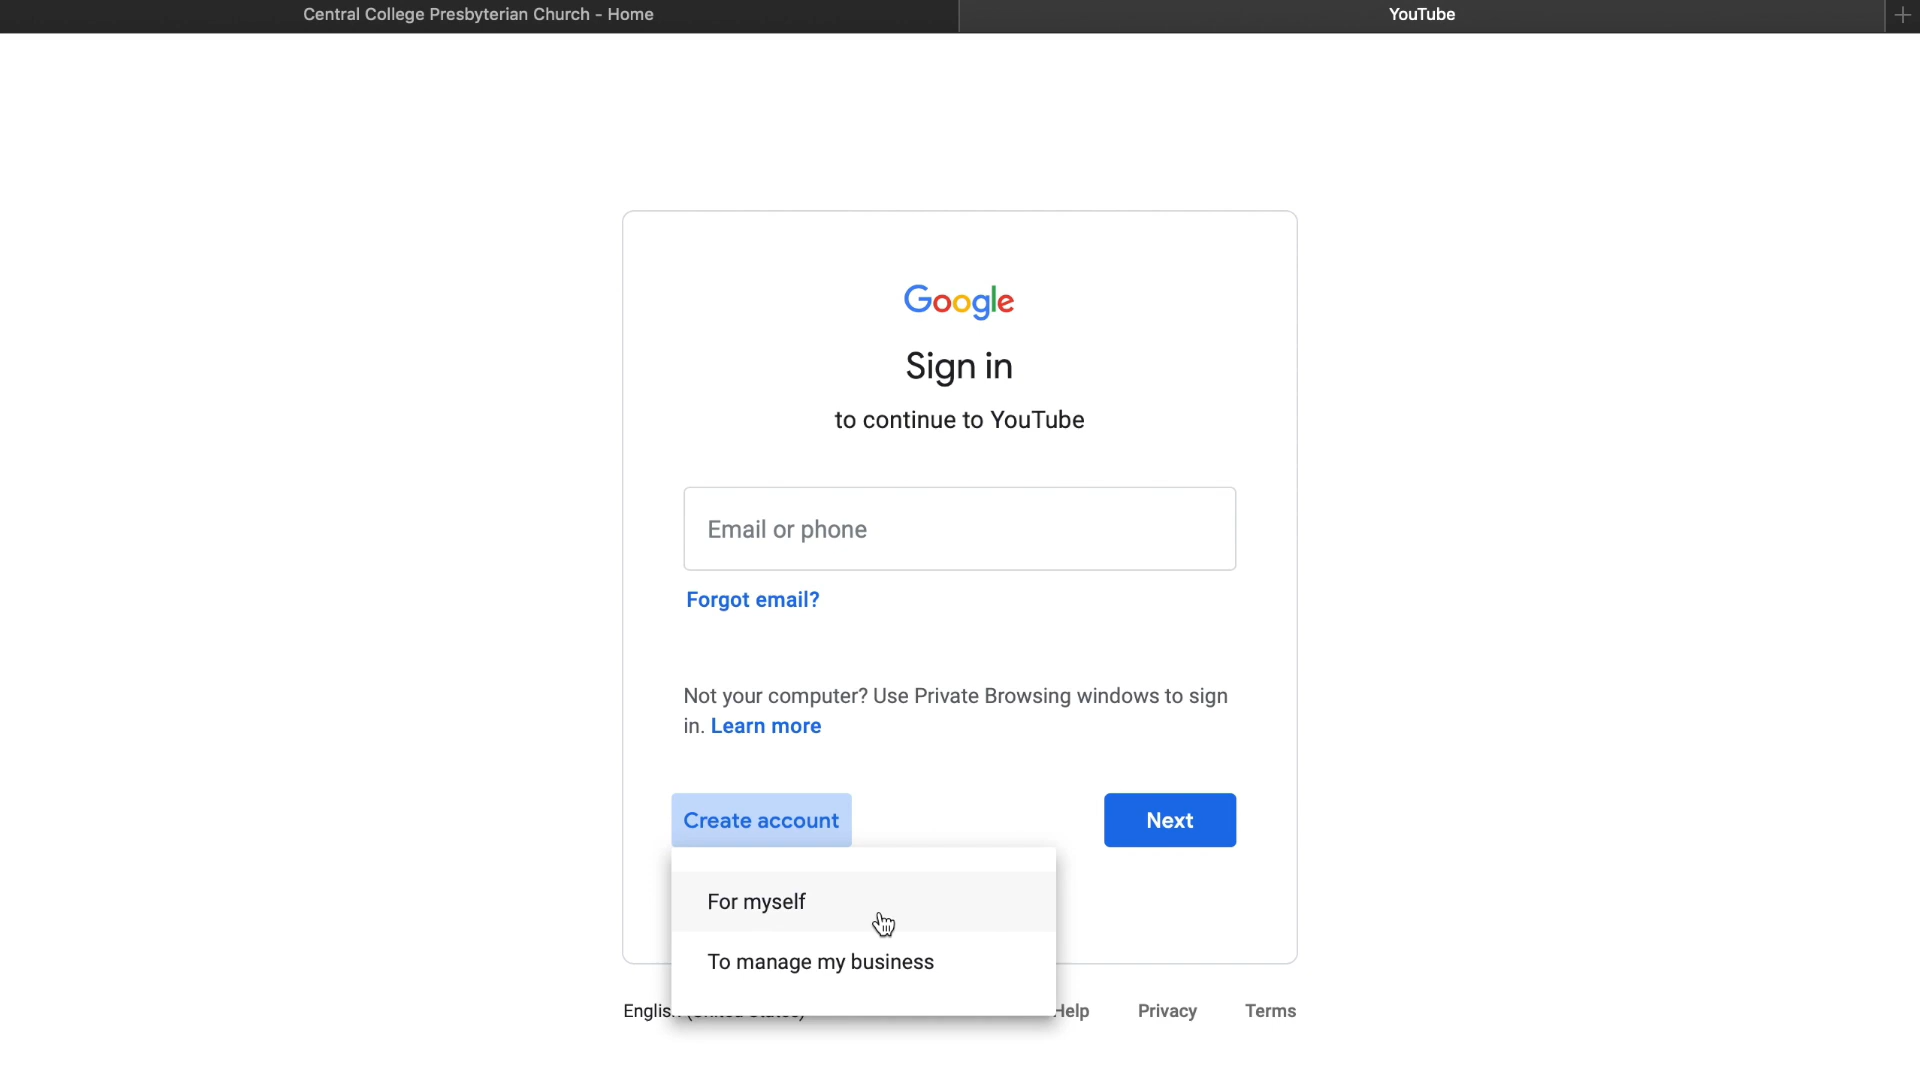 Central College Presbyterian Church - Home
YouTube
Google
Sign in
to continue to YouTube
Email or phone
Forgot email?
Not your computer? Use Private Browsing windows to sign
in. Learn more
Create account
Next
For myself
To manage my business
Privacy
Terms